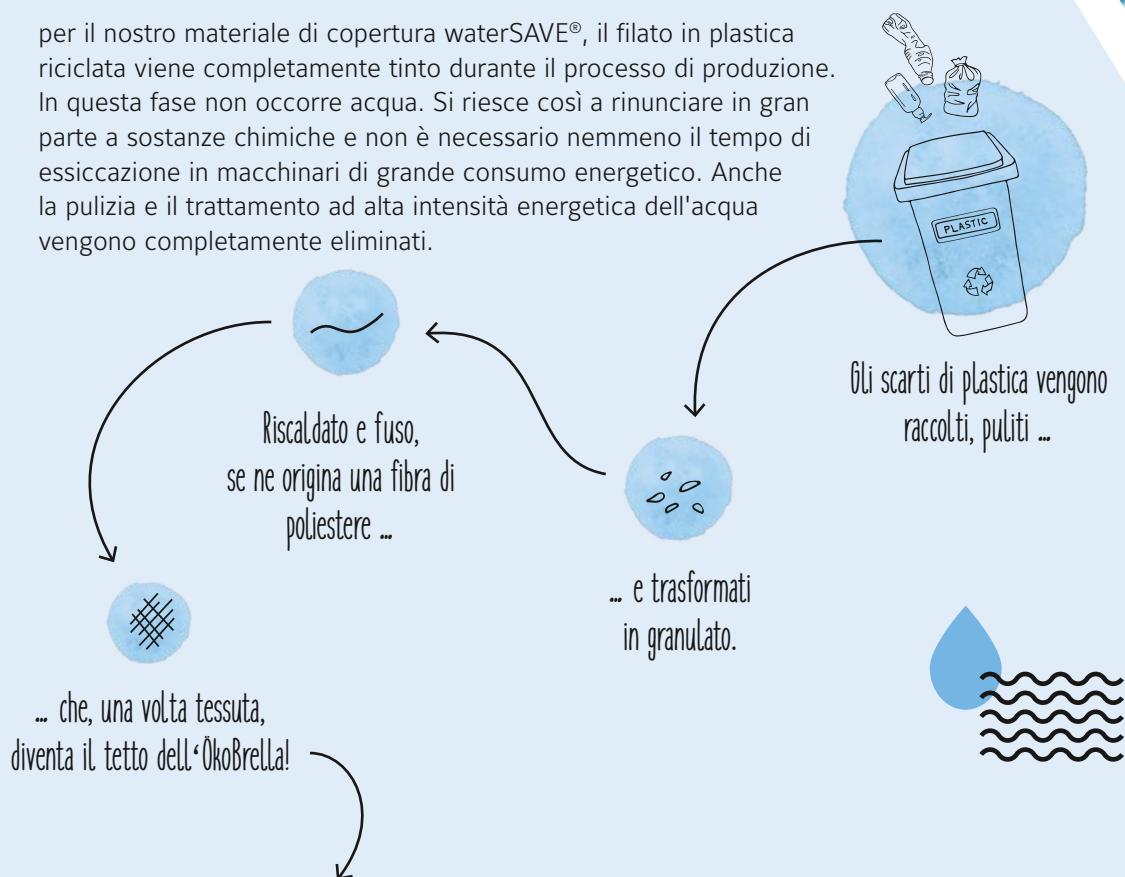 per il nostro materiale di copertura waterSAVE®, il filato in plastica
riciclata viene completamente tinto durante il processo di produzione.
In questa fase non occorre acqua. Si riesce così a rinunciare in gran
parte a sostanze chimiche e non è necessario nemmeno il tempo di
essiccazione in macchinari di grande consumo energetico. Anche
la pulizia e il trattamento ad alta intensità energetica dell'acqua
vengono completamente eliminati.
PLASTIC
Gli scarti di plastica vengono
raccolti, puliti ...
... e trasformati
in granulato.
Riscaldato e fuso,
se ne origina una fibra di
poliestere ...
... che, una volta tessuta,
diventa il tetto dell‘ÖkoBrella!